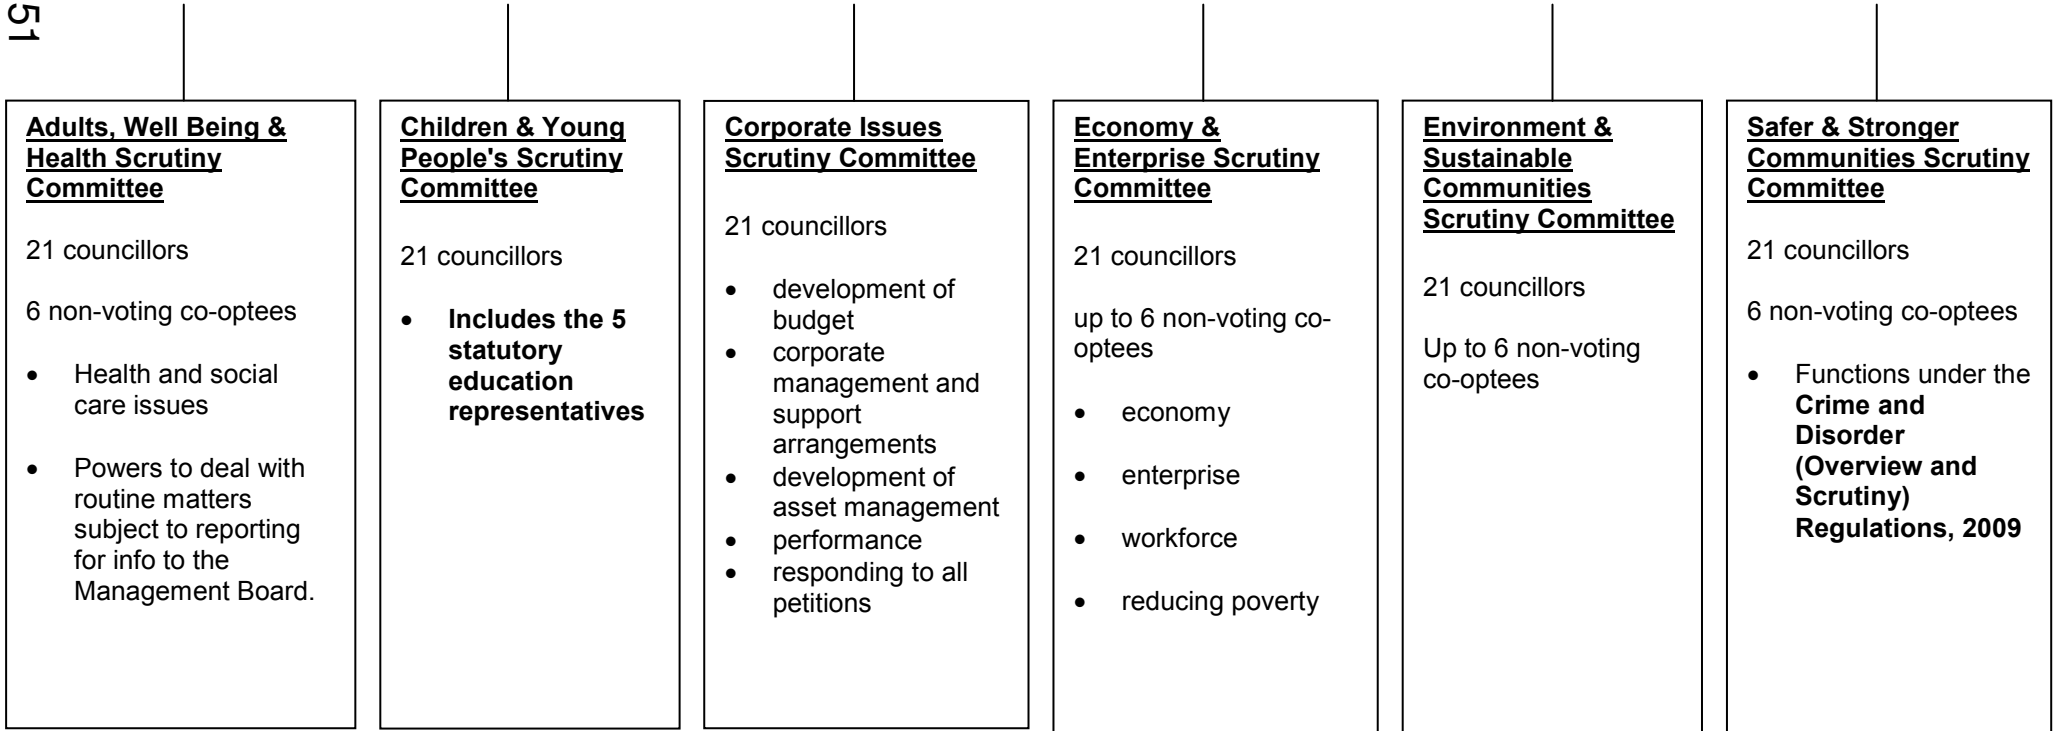 51
Adults, Well Being &
Health Scrutiny
Committee
21 councillors
6 non-voting co-optees
• Health and social
care issues
• Powers to deal with
routine matters
subject to reporting
for info to the
Management Board.
Children & Young
People's Scrutiny
Committee
21 councillors
• Includes the 5
statutory
education
representatives
Corporate Issues
Scrutiny Committee
21 councillors
• development of
budget
• corporate
management and
support
arrangements
• development of
asset management
• performance
• responding to all
petitions
Economy &
Enterprise Scrutiny
Committee
21 councillors
up to 6 non-voting co-
optees
• economy
• enterprise
• workforce
• reducing poverty
Environment &
Sustainable
Communities
Scrutiny Committee
21 councillors
Up to 6 non-voting
co-optees
Safer & Stronger
Communities Scrutiny
Committee
21 councillors
6 non-voting co-optees
• Functions under the
Crime and
Disorder
(Overview and
Scrutiny)
Regulations, 2009